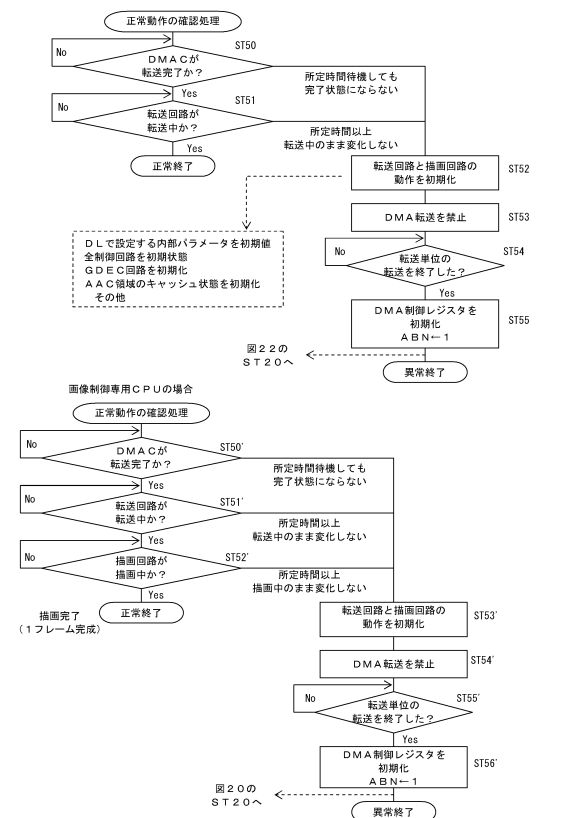 正常動作の確認処理
No
ST50
DMACが
転送完了か?
所定時間待機しても
完了状態にならない
Yes
No
ST51
転送回路が
転送中か?
所定時間以上
転送中のまま変化しない
Yes
正常終了
転送回路と描画回路の
動作を初期化
ST52
DMA転送を禁止
ST53
DLで設定する内部パラメータを初期値
全制御回路を初期状態
GDEC回路を初期化
AAC領域のキャッシュ状態を初期化
その他
No
ST54
転送単位の
転送を終了した?
Yes
DMA制御レジスタを
初期化
ABN←1
ST55
図22の
ST20へ
異常終了
画像制御専用CPUの場合
正常動作の確認処理
No
ST50'
DMACが
転送完了か?
所定時間待機しても
完了状態にならない
Yes
No
ST51'
転送回路が
転送中か?
所定時間以上
転送中のまま変化しない
Yes
No
ST52'
描画回路が
描画中か?
所定時間以上
描画中のまま変化しない
Yes
描画完了
(1フレーム完成)
正常終了
転送回路と描画回路の
動作を初期化
ST53'
DMA転送を禁止
ST54'
No
ST55'
転送単位の
転送を終了した?
Yes
DMA制御レジスタを
初期化
ABN←1
ST56'
図20の
ST20へ
異常終了